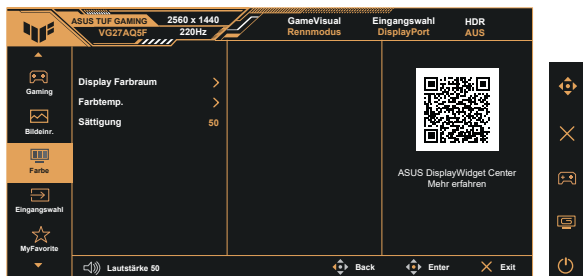 ASUS TUF GAMING 2560 x 1440
VG27AQ5F 220Hz
GameVisual Eingangswahl HDR
Rennmodus DisplayPort AUS
Gaming
Bildeinr.
Farbe
Eingangswahl
MyFavorite
Display Farbraum
Farbtemp.
Sättigung 50
ASUS DisplayWidget Center
Mehr erfahren
Lautstärke 50 Back Enter Exit